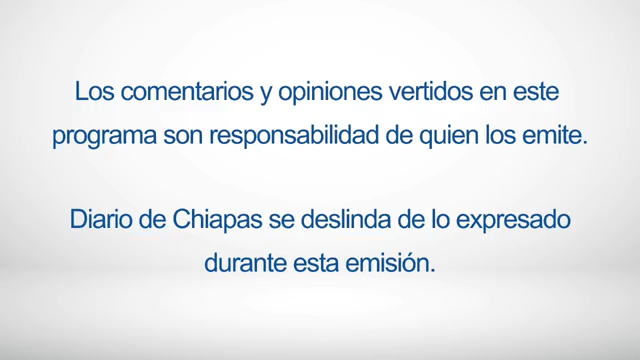 Los comentarios y opiniones vertidos en este
programa son responsabilidad de quien los emite.
Diario de Chiapas se deslinda de lo expresado
durante esta emisión.